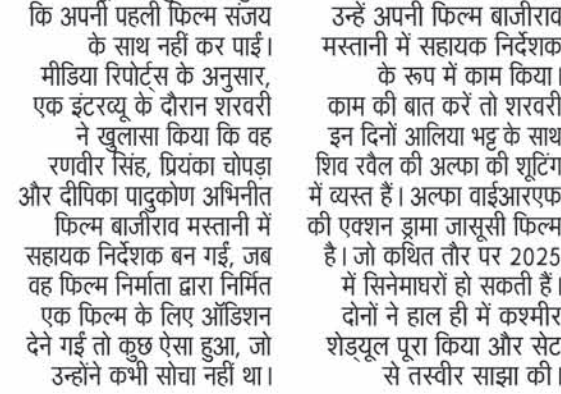 कि अपनी पहली फिल्म संजय
के साथ नहीं कर पाईं।
मीडिया रिपोर्ट्स के अनुसार,
एक इंटरव्यू के दौरान शरवरी
ने खुलासा किया कि वह
रणवीर सिंह, प्रियंका चोपड़ा
और दीपिका पादुकोण अभिनीत
फिल्म बाजीराव मस्तानी में
सहायक निर्देशक बन गईं, जब
वह फिल्म निर्माता द्वारा निर्मित
एक फिल्म के लिए ऑडिशन
देने गईं तो कुछ ऐसा हुआ, जो
उन्होंने कभी सोचा नहीं था।
उन्हें अपनी फिल्म बाजीराव
मस्तानी में सहायक निर्देशक
के रूप में काम किया।
काम की बात करें तो शरवरी
इन दिनों आलिया भट्ट के साथ
शिव रवैल की अल्फा की शूटिंग
में व्यस्त हैं। अल्फा वाईआरएफ
की एक्शन ड्रामा जासूसी फिल्म
है। जो कथित तौर पर 2025
में सिनेमाघरों हो सकती हैं।
दोनों ने हाल ही में कश्मीर
शेड्यूल पूरा किया और सेट
से तस्वीर साझा की।